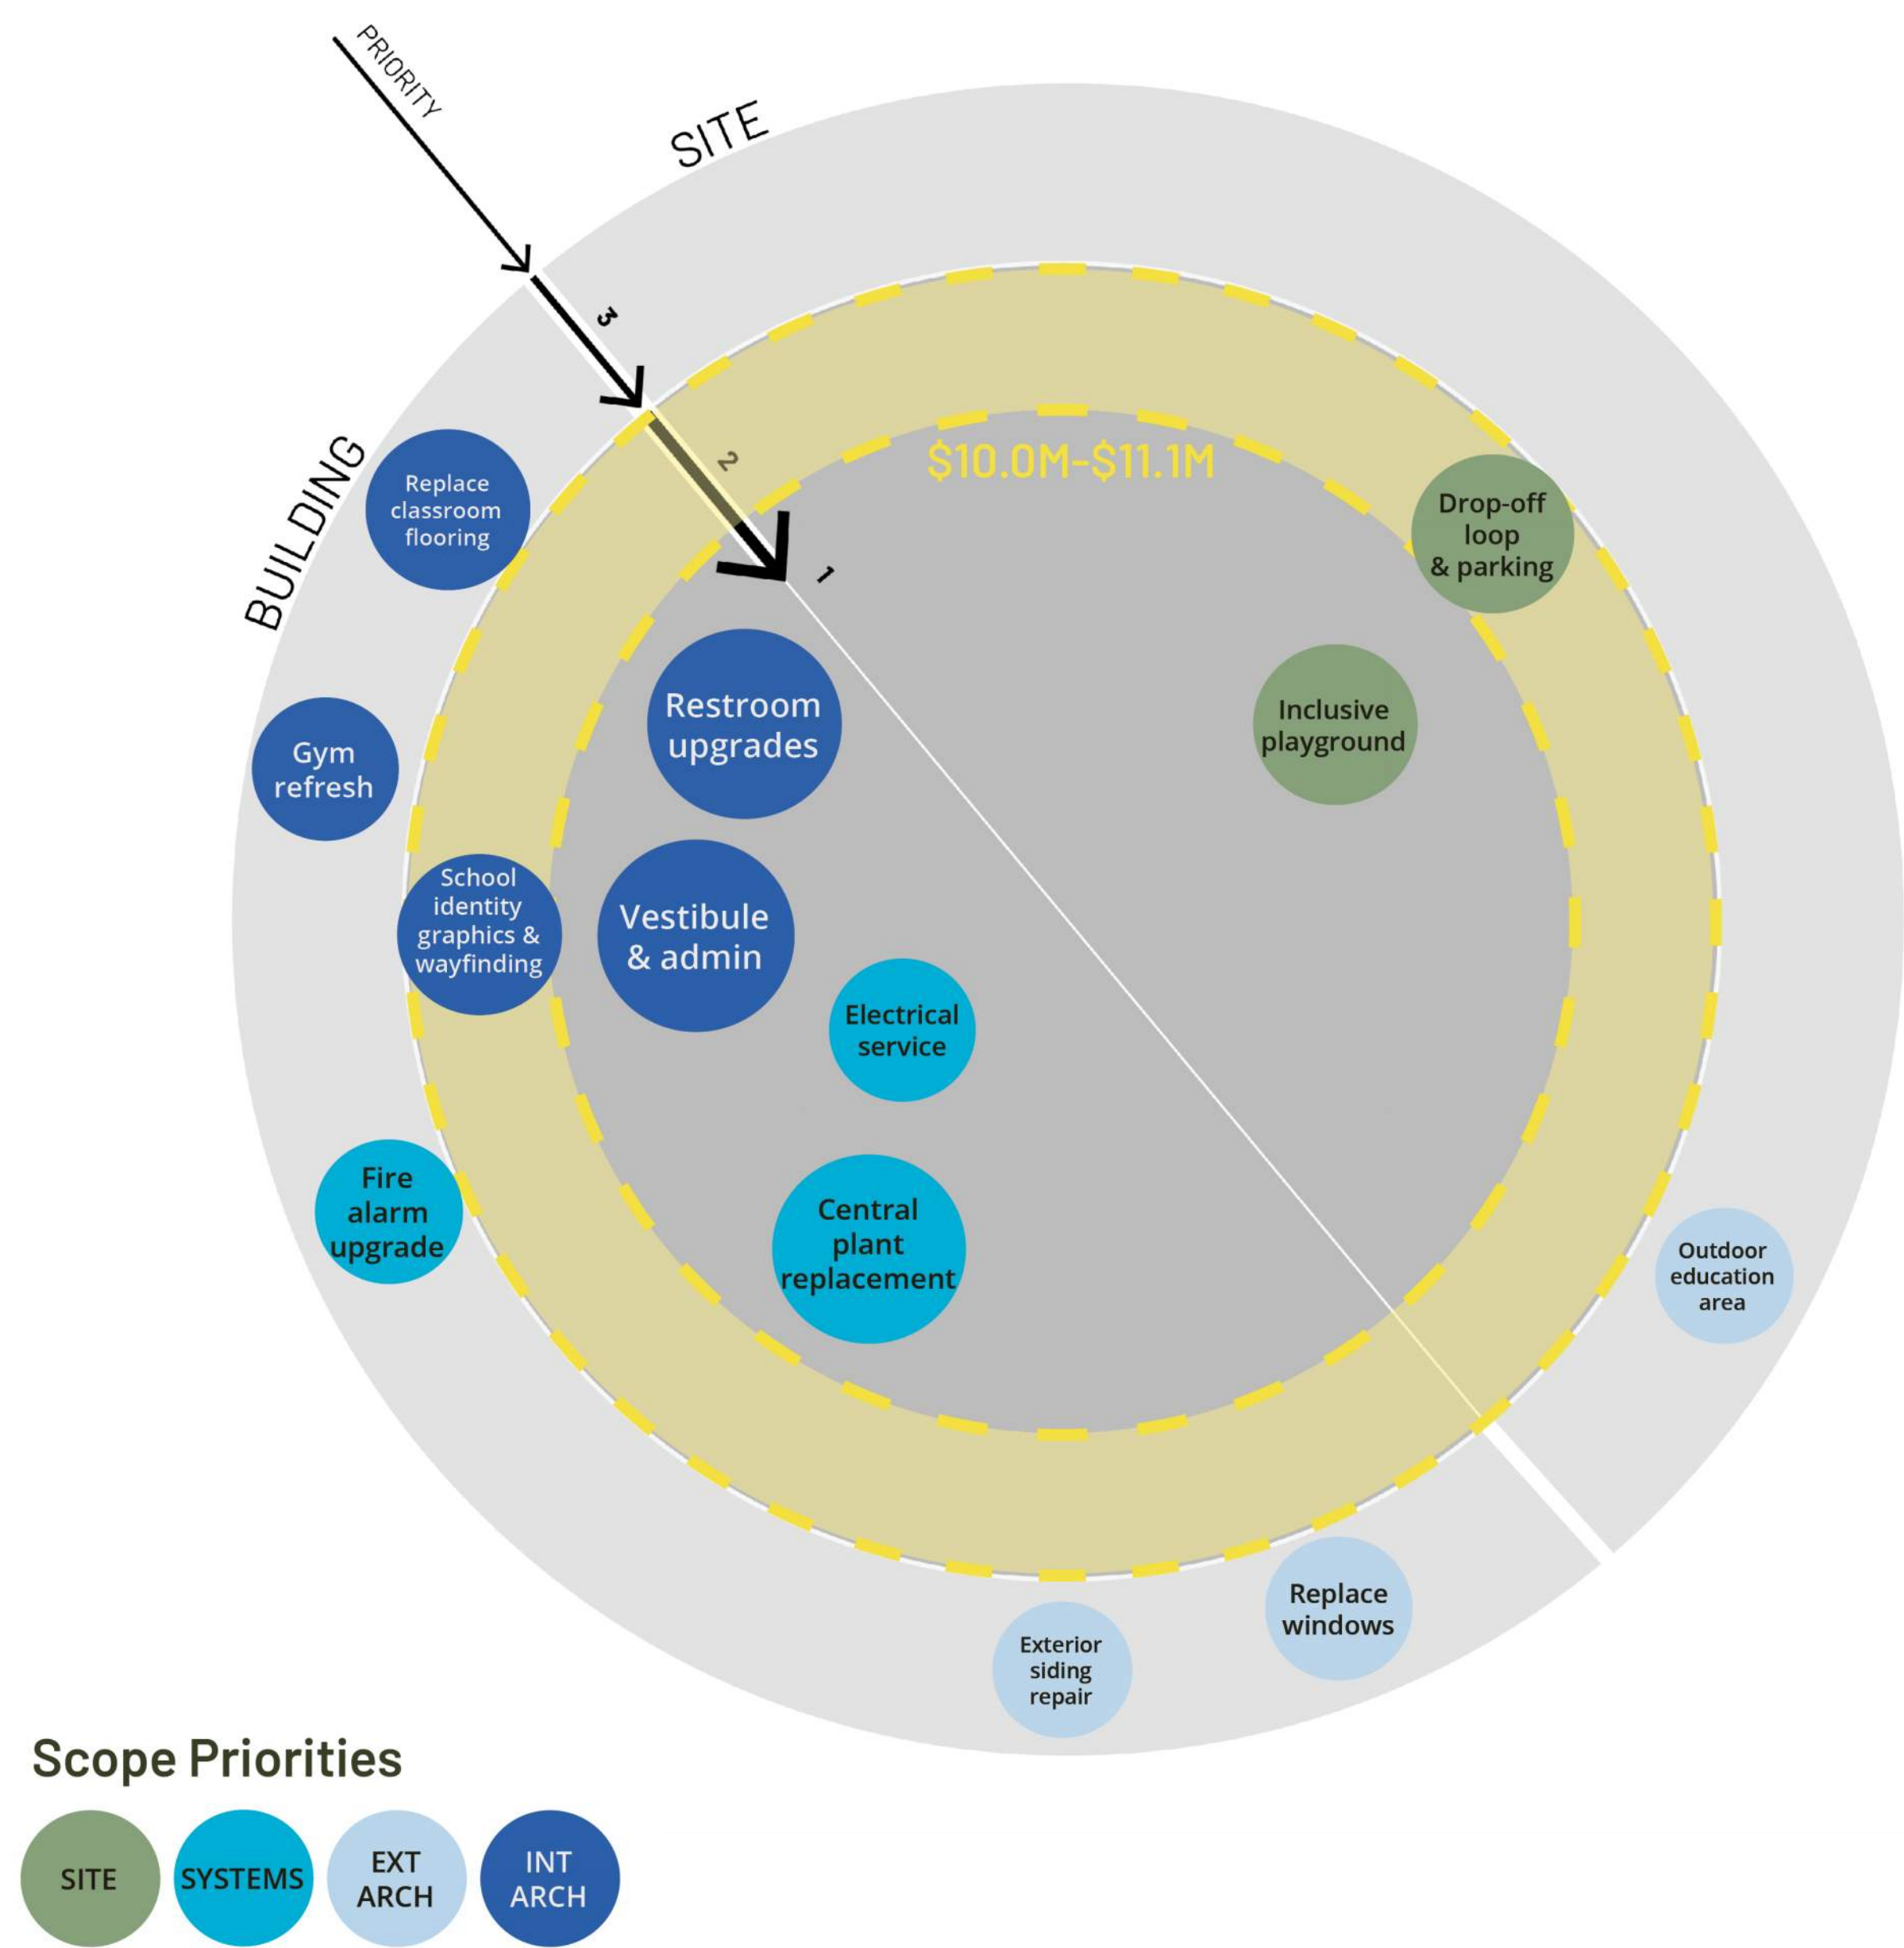 PRIORITY
SITE
3
BUILDING
2
$10.0M-$11.1M
1
Replace
classroom
flooring
Drop-off
loop
& parking
Restroom
upgrades
Inclusive
playground
Gym
refresh
School
identity
graphics &
wayfinding
Vestibule
& admin
Electrical
service
Fire
alarm
upgrade
Central
plant
replacement
Outdoor
education
area
Replace
windows
Exterior
siding
repair
Scope Priorities
SITE
SYSTEMS
EXT
ARCH
INT
ARCH